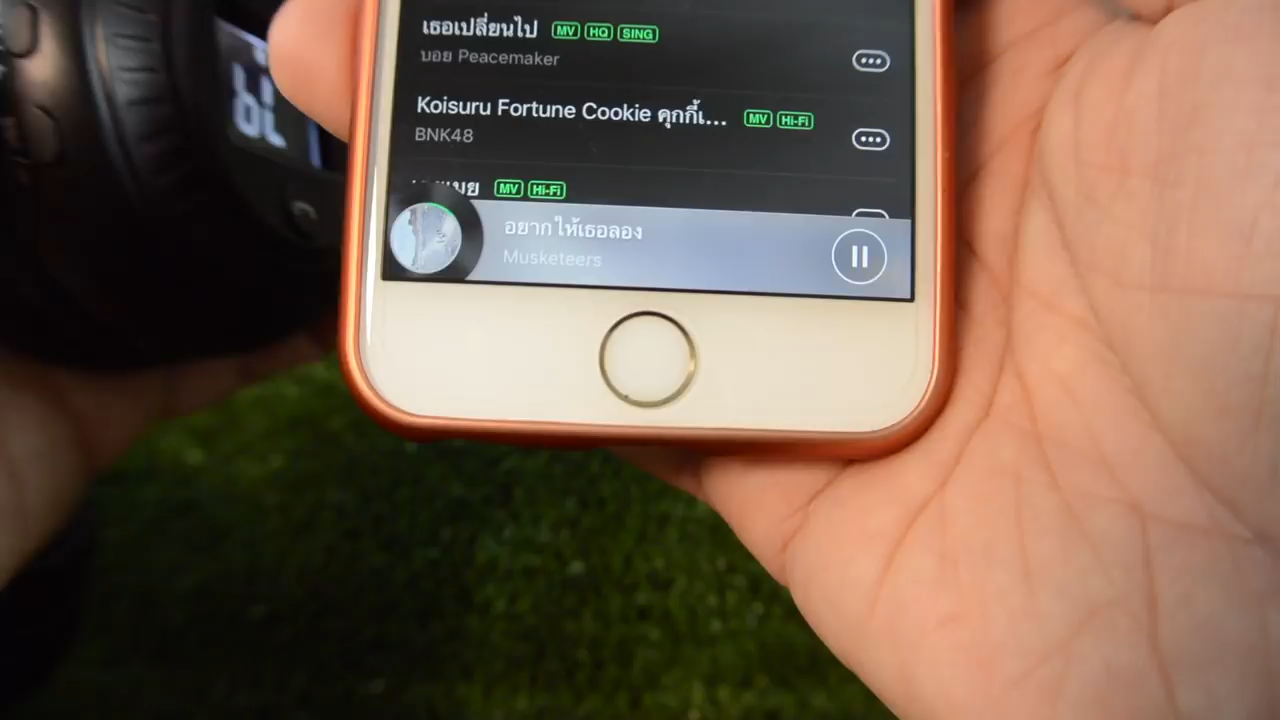 เธอเปลี่ยนไป MV HQ SING
บอย Peacemaker
Koisuru Fortune Cookie คุกกี้เ... MV Hi-Fi
BNK48
MV Hi-Fi
อยากให้เธอลอง
Musketeers